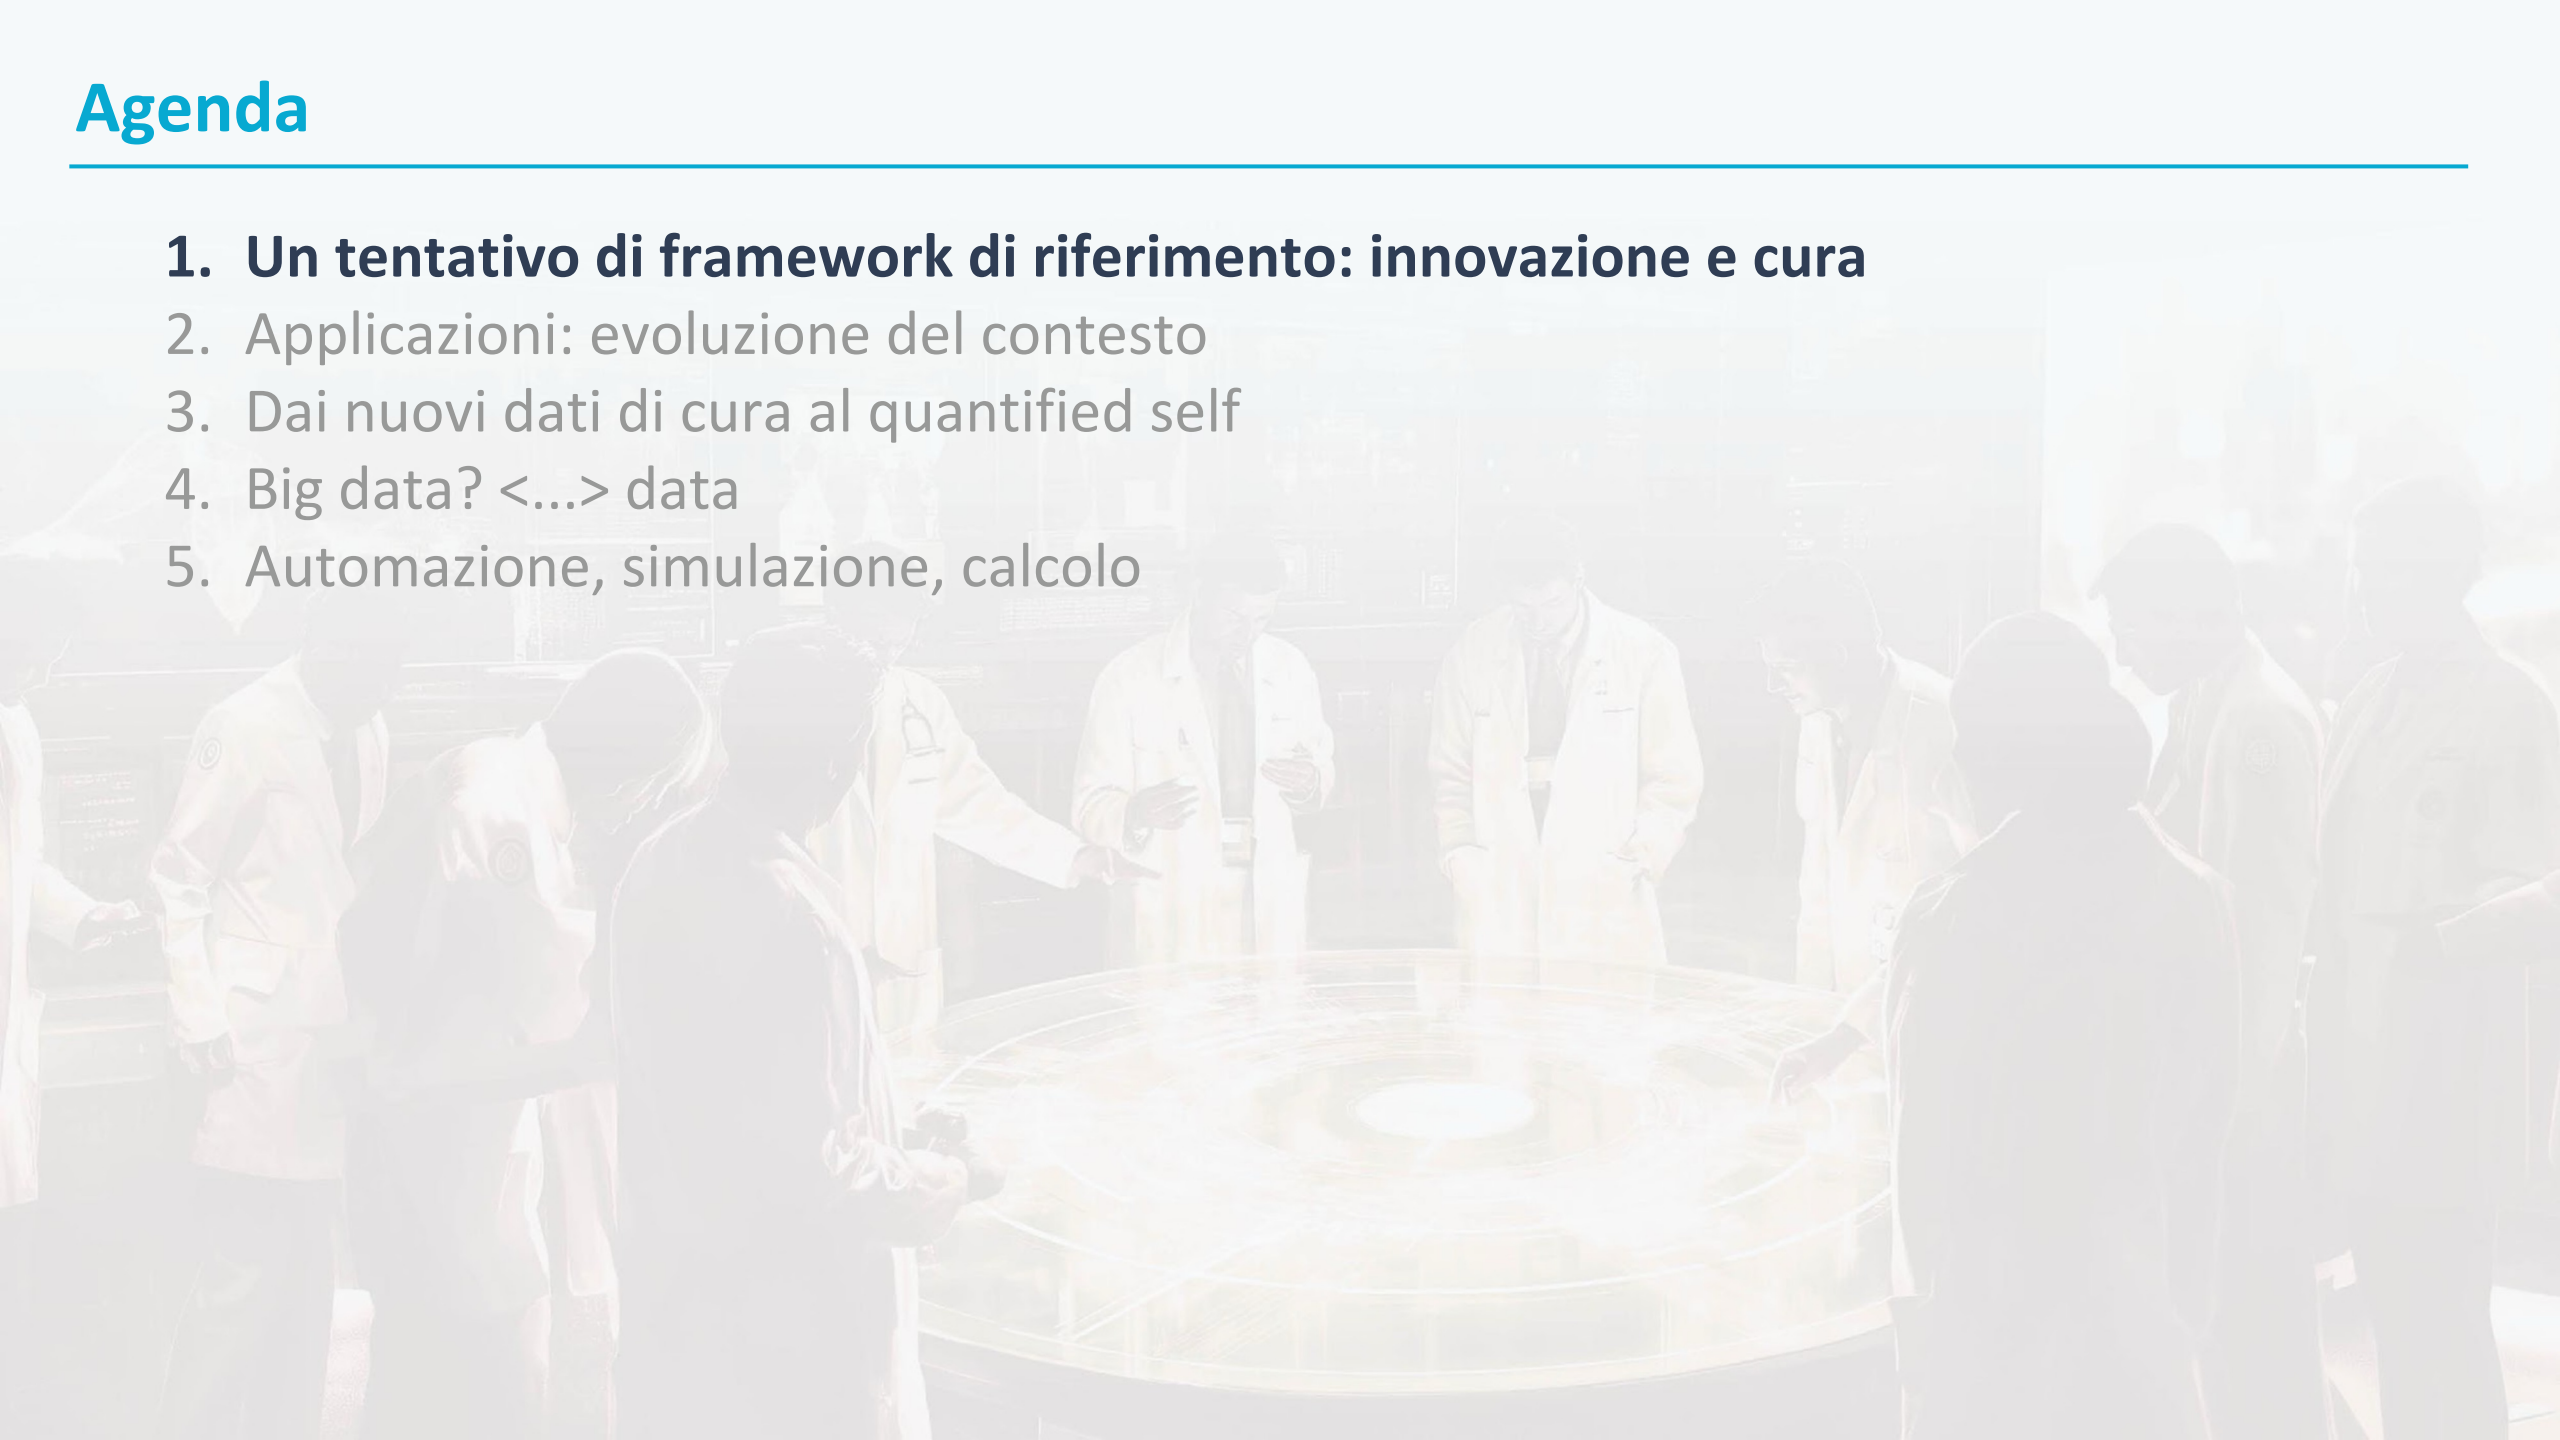 Agenda
1. Un tentativo di framework di riferimento: innovazione e cura
2. Applicazioni: evoluzione del contesto
3. Dai nuovi dati di cura al quantified self
4. Big data? <...> data
5. Automazione, simulazione, calcolo